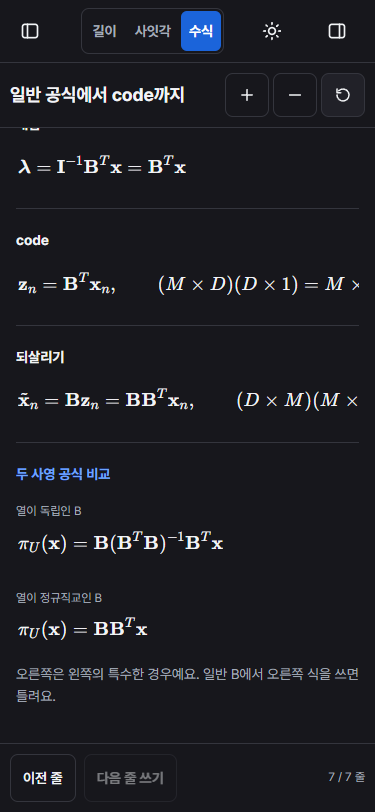 길이 사잇각 수식
일반 공식에서 code까지
λ = I⁻¹Bᵀx = Bᵀx
code
zₙ = Bᵀxₙ, (M × D)(D × 1) = M ×
되살리기
x̃ₙ = Bzₙ = BBᵀxₙ, (D × M)(M ×
두 사영 공식 비교
열이 독립인 B
π_U(x) = B(BᵀB)⁻¹Bᵀx
열이 정규직교인 B
π_U(x) = BBᵀx
오른쪽은 왼쪽의 특수한 경우예요. 일반 B에서 오른쪽 식을 쓰면
틀려요.
이전 줄 다음 줄 쓰기 7 / 7 줄